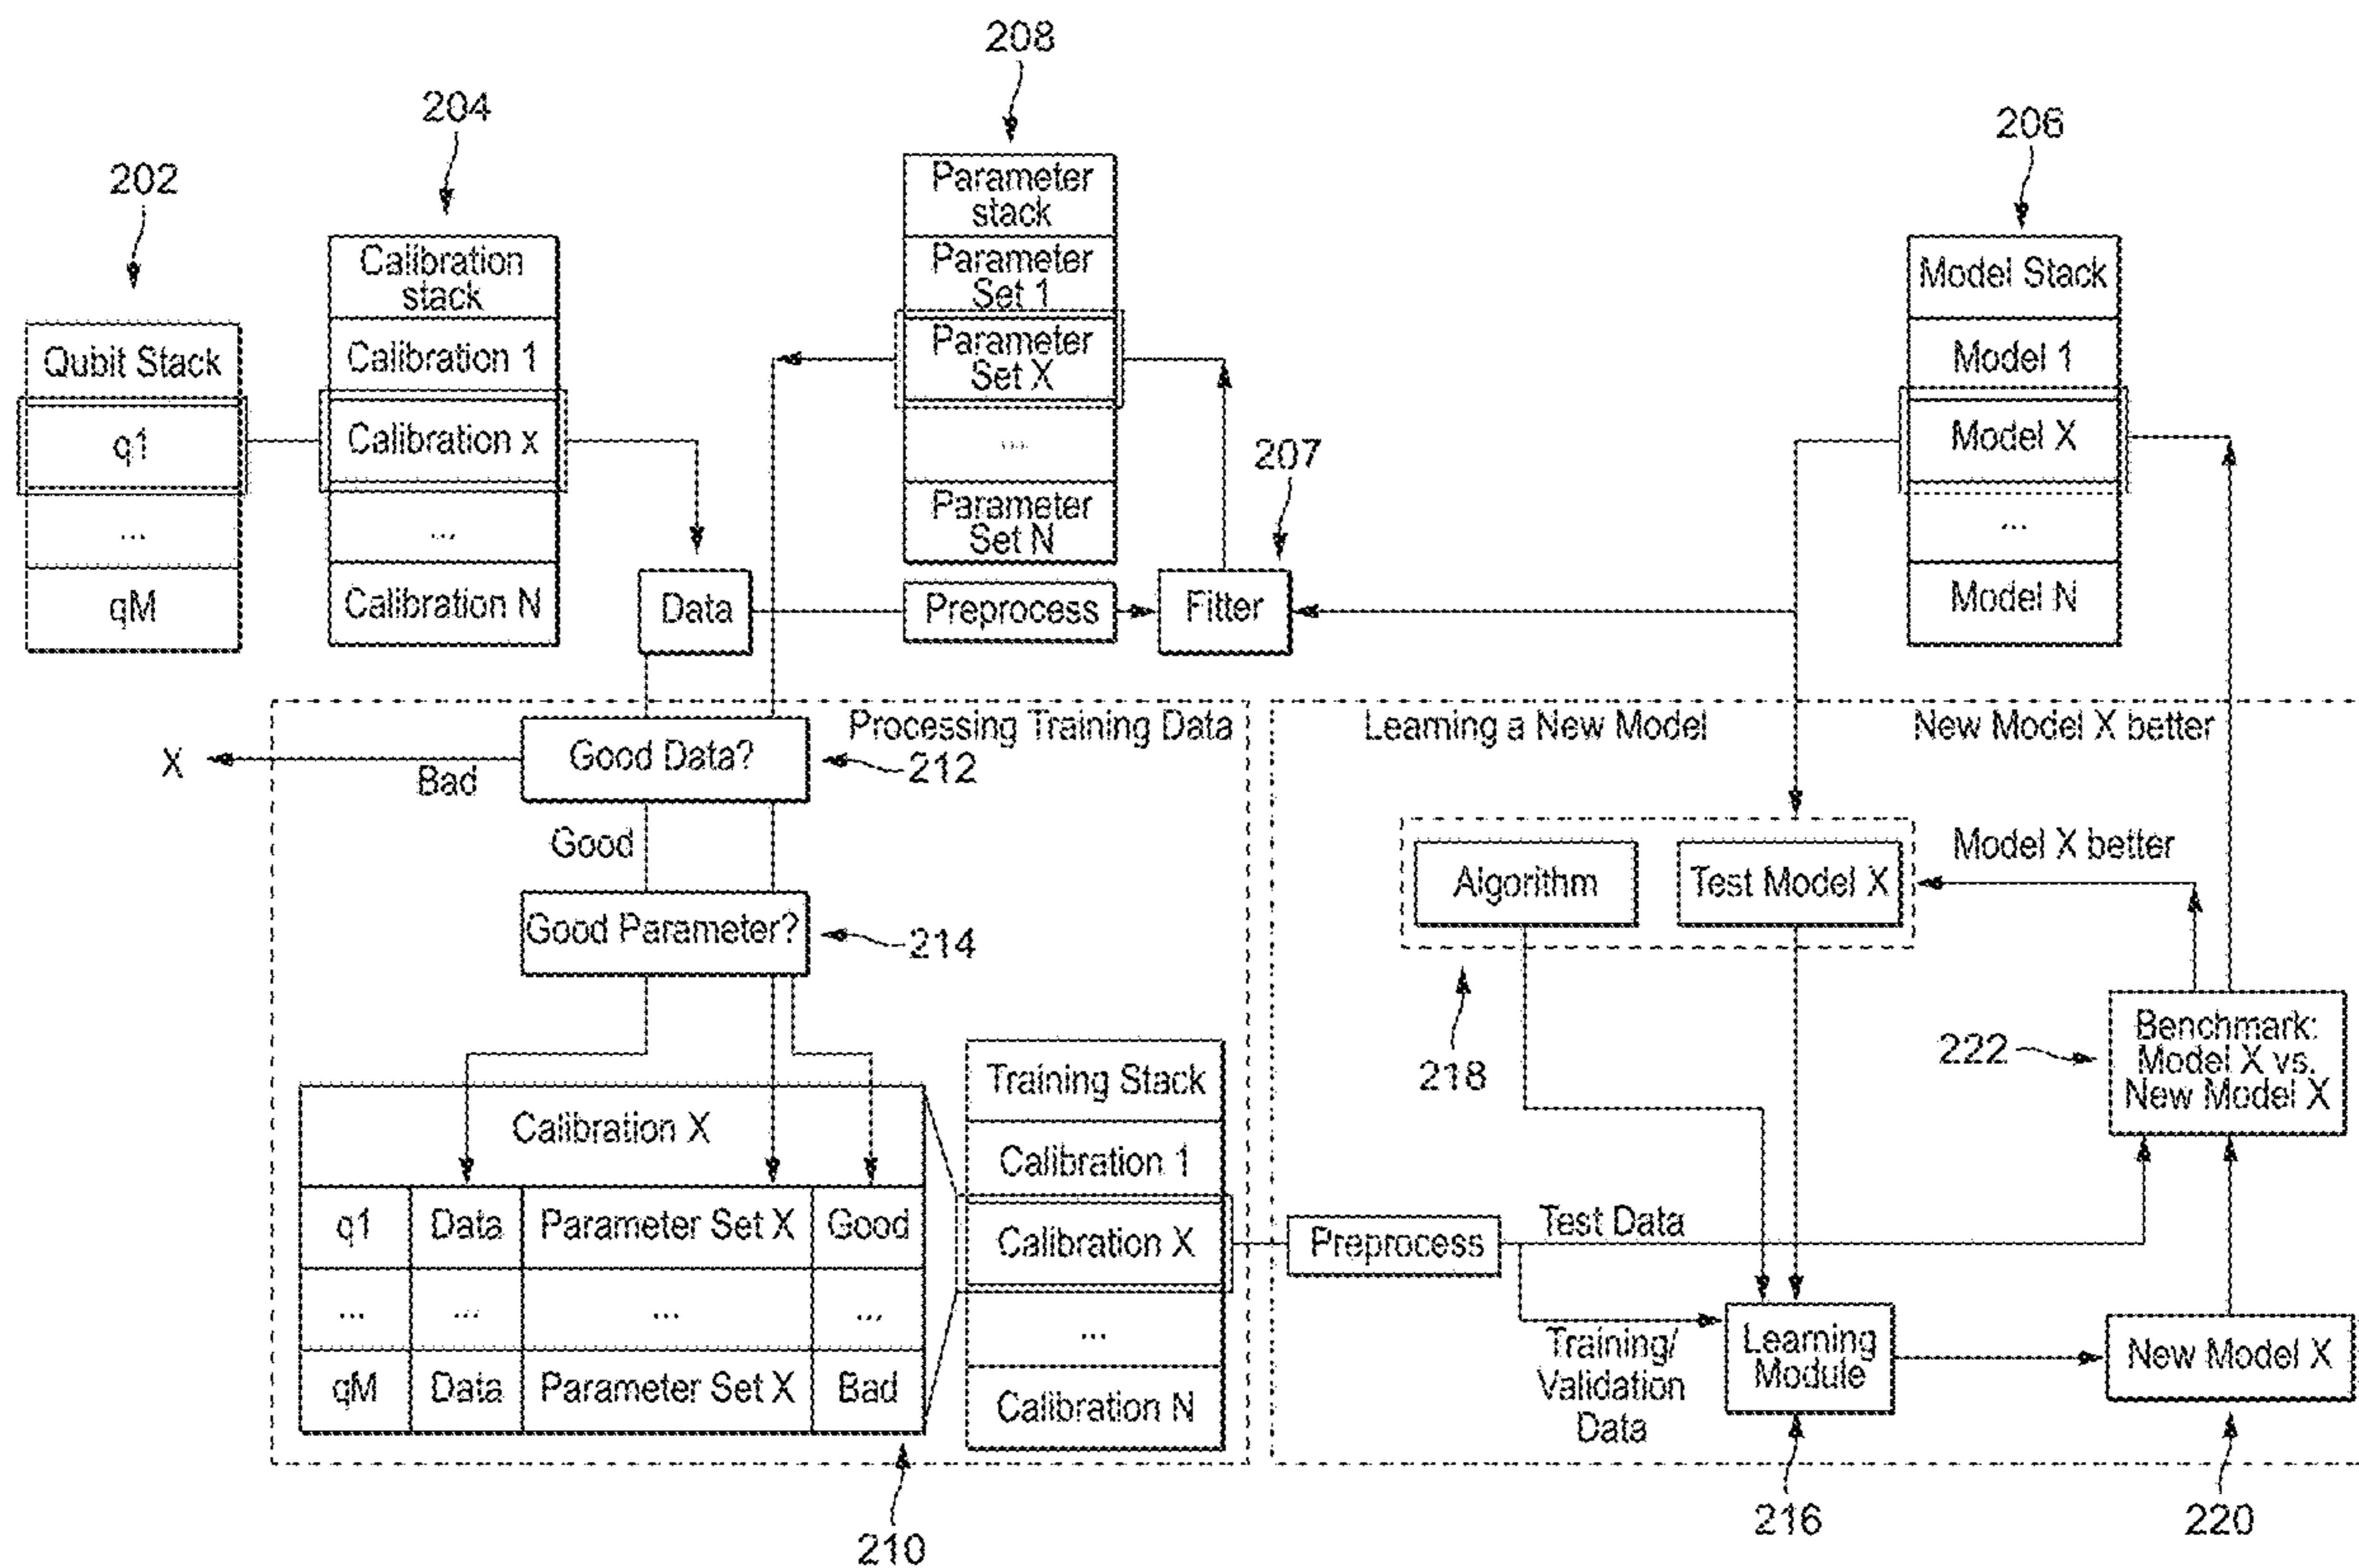 208
204
206
202
Parameter
stack
Parameter
Set 1
Parameter
Set X
...
Parameter
Set N
Calibration
stack
Calibration 1
Calibration x
...
Calibration N
Model Stack
Model 1
Model X
...
Model N
Qubit Stack
q1
...
qM
207
Data
Preprocess
Fitter
Processing Training Data
Learning a New Model
New Model X better
X
Bad
Good Data?
212
Good
Good Parameter?
214
Algorithm
Test Model X
Model X better
218
222
Benchmark:
Model X vs.
New Model X
Calibration X
q1
Data
Parameter Set X
Good
...
...
...
...
qM
Data
Parameter Set X
Bad
Training Stack
Calibration 1
Calibration X
...
Calibration N
Preprocess
Test Data
Training/
Validation
Data
Learning
Module
New Model X
210
216
220